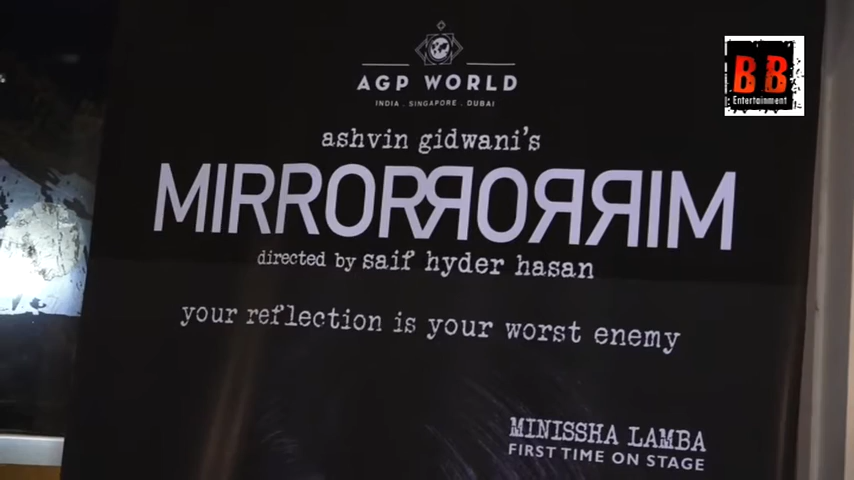 AGP WORLD
INDIA . SINGAPORE . DUBAI
ashvin gidwani's
MIRRORЯOЯЯIM
directed by saif hyder hasan
your reflection is your worst enemy
MINISSHA LAMBA
FIRST TIME ON STAGE
BB
Entertainment